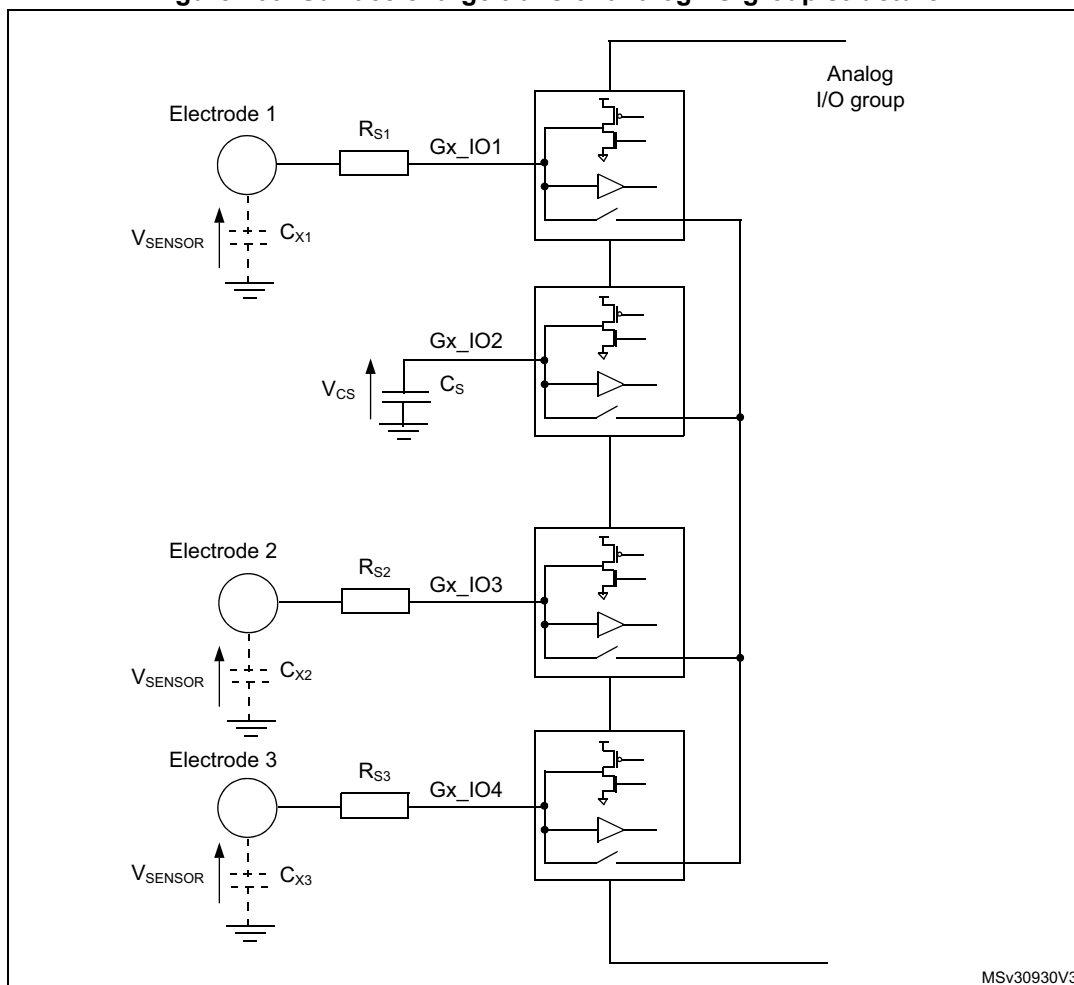 Analog
I/O group
Electrode 1
RS1
Gx_IO1
VSENSOR
CX1
Gx_IO2
VCS
CS
Electrode 2
RS2
Gx_IO3
VSENSOR
CX2
Electrode 3
RS3
Gx_IO4
VSENSOR
CX3
MSv30930V3